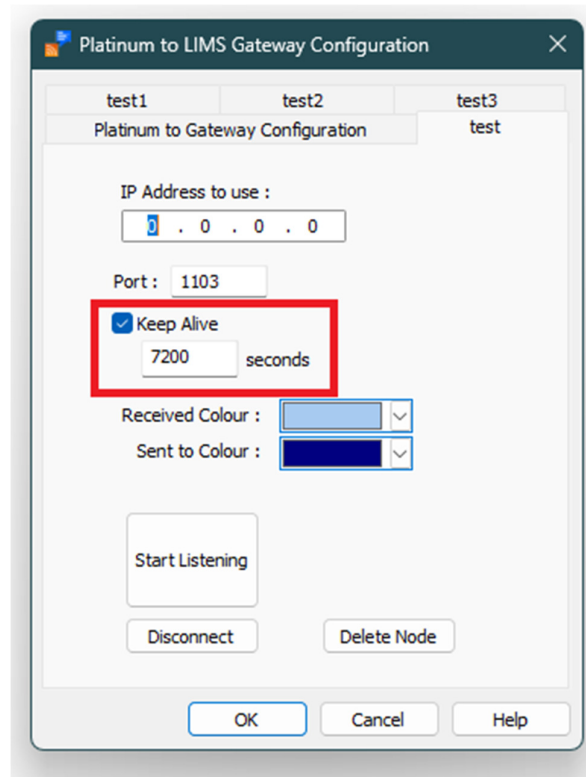 Platinum to LIMS Gateway Configuration
test1 test2 test3
Platinum to Gateway Configuration test
IP Address to use :
0 . 0 . 0 . 0
Port : 1103
Keep Alive
7200 seconds
Received Colour :
Sent to Colour :
Start Listening
Disconnect Delete Node
OK Cancel Help